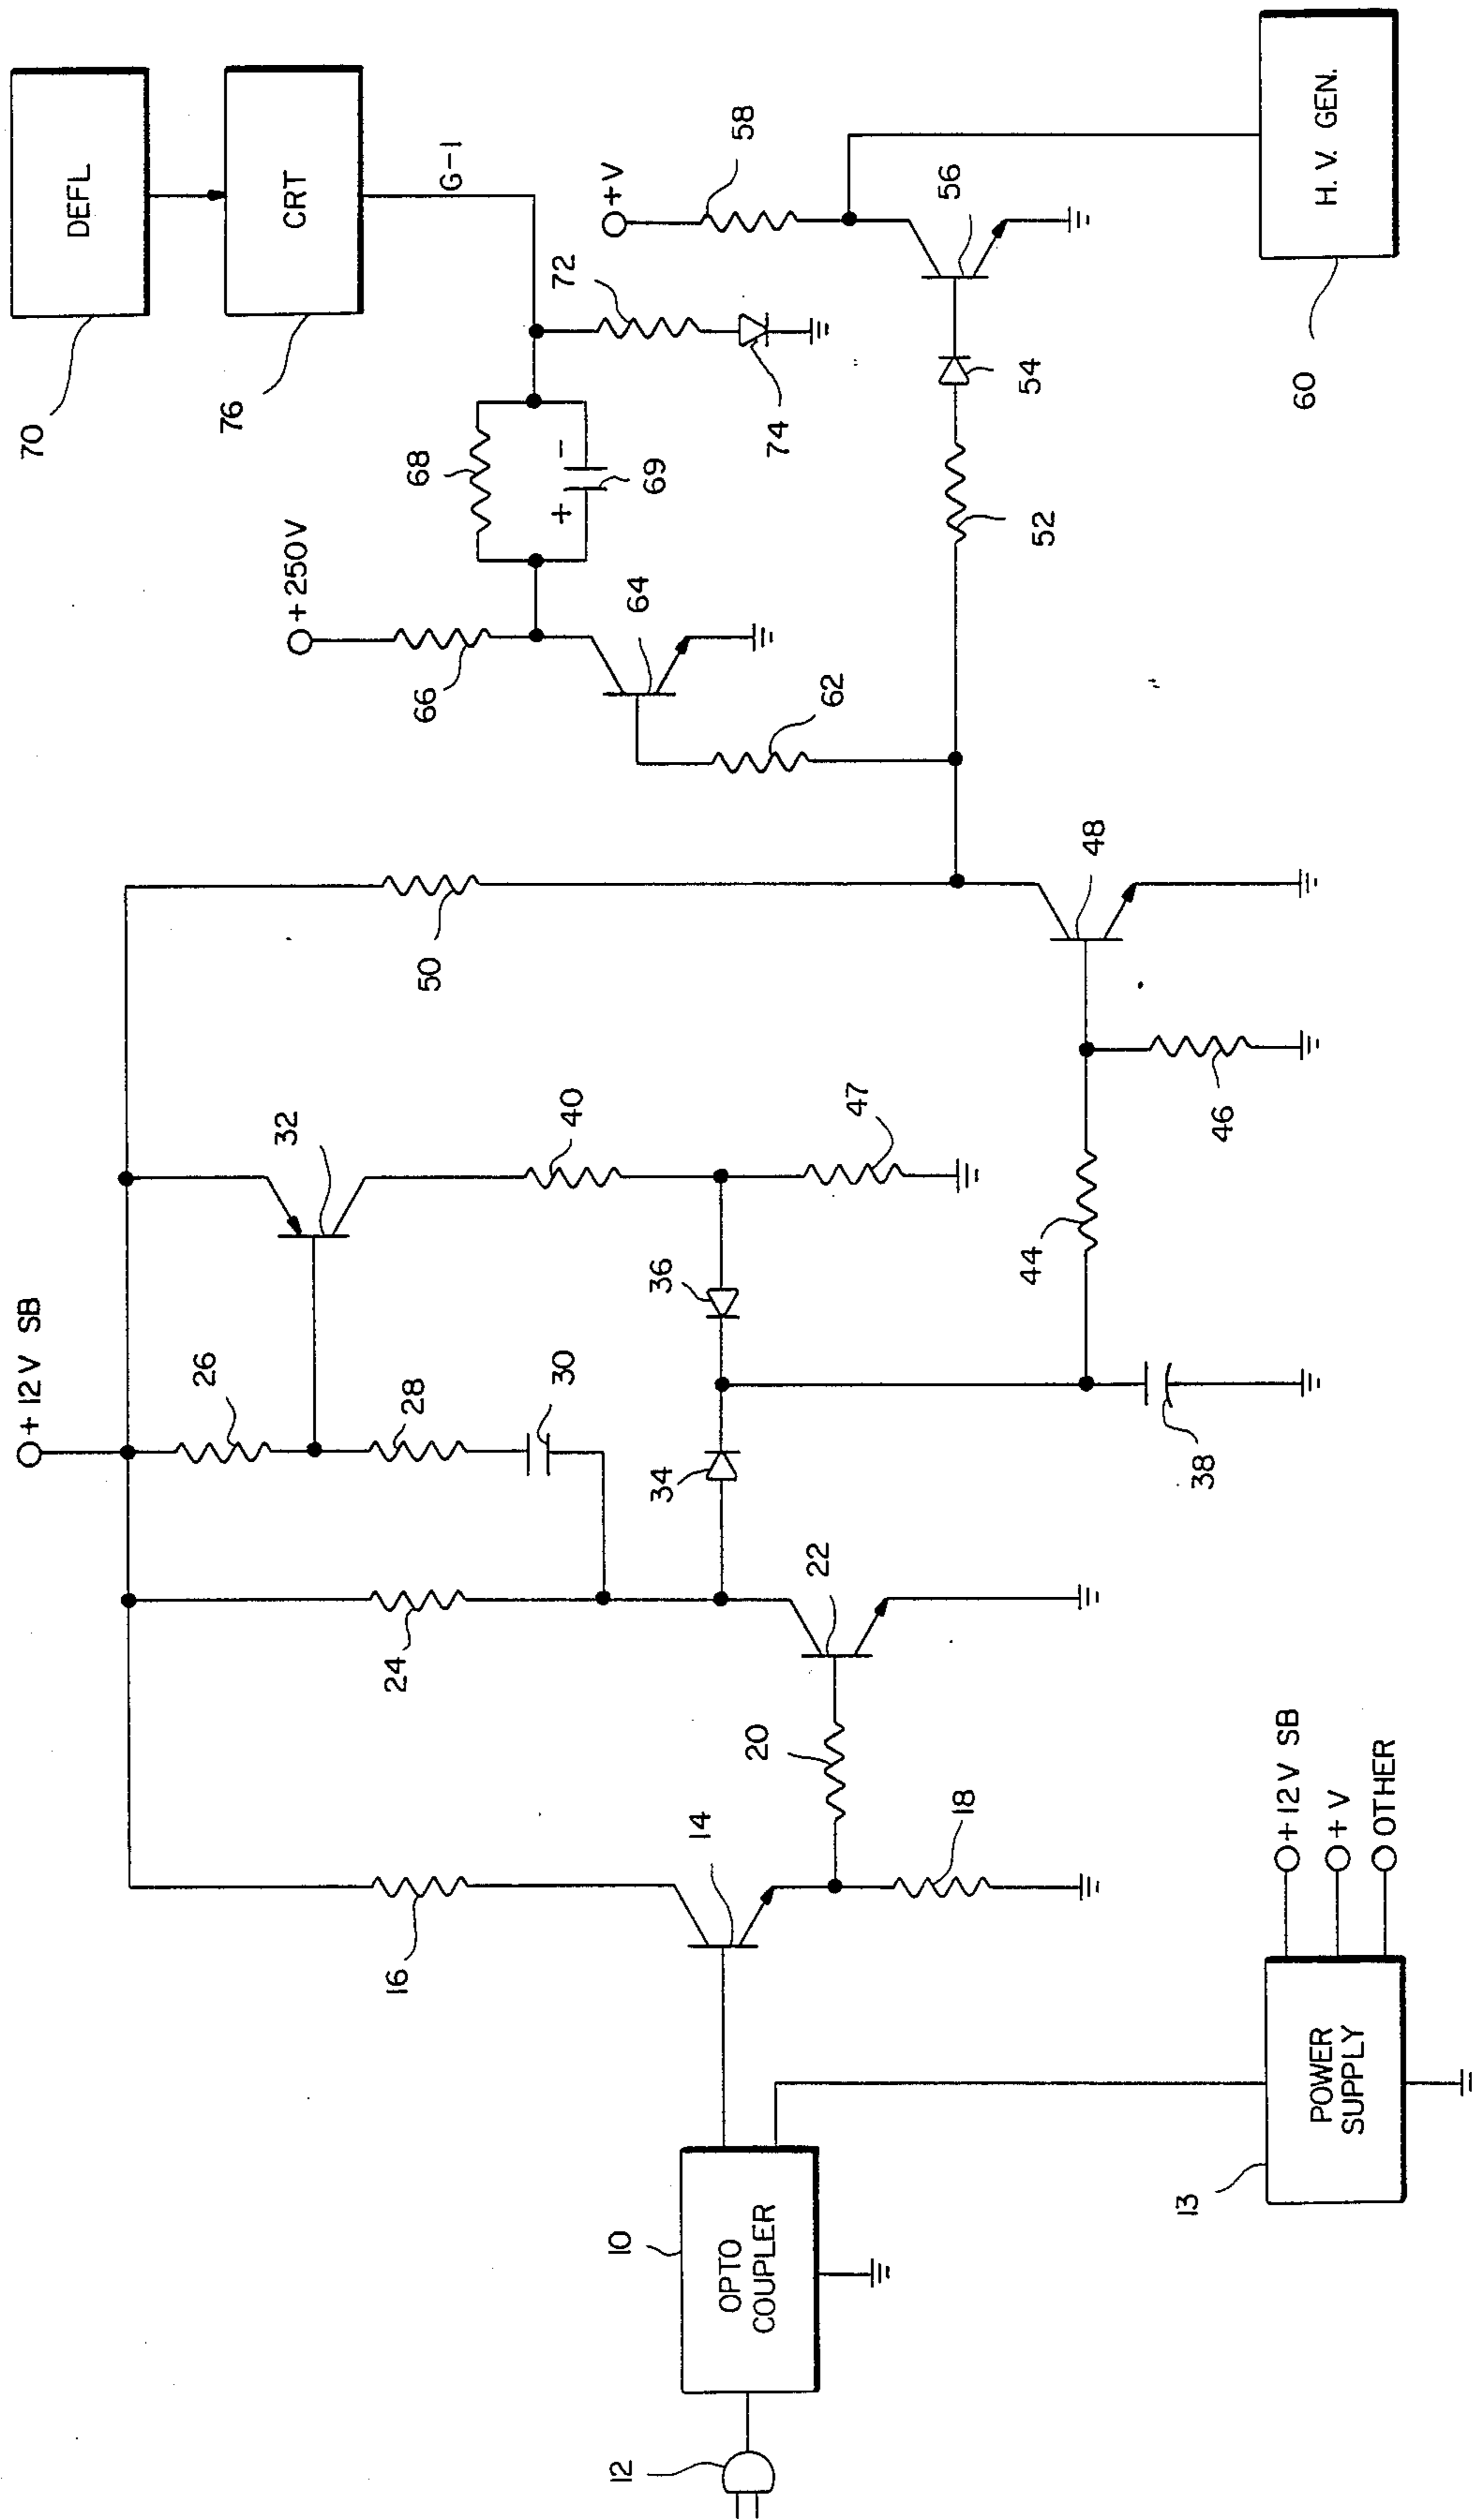 DEFL
70
CRT
76
G-1
+V
58
72
74
68
+
-
69
56
54
52
H. V. GEN.
60
+250V
66
64
62
50
48
46
44
+12V SB
26
28
30
32
40
47
36
34
38
24
22
20
16
14
18
10
OPTO
COUPLER
12
+12V SB
+ V
OTHER
POWER
SUPPLY
13